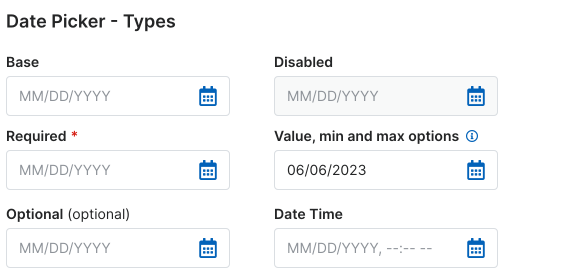 Date Picker - Types
Base
Disabled
MM/DD/YYYY
MM/DD/YYYY
Required *
Value, min and max options
MM/DD/YYYY
06/06/2023
Optional (optional)
Date Time
MM/DD/YYYY
MM/DD/YYYY, --:-- --